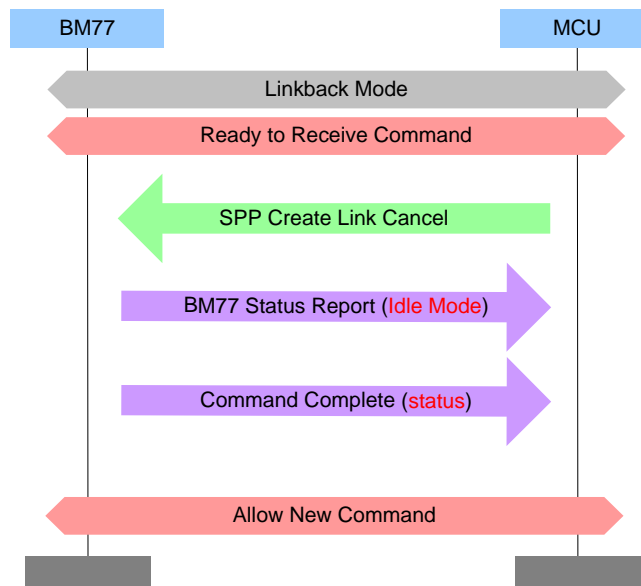 BM77
MCU
Linkback Mode
Ready to Receive Command
SPP Create Link Cancel
BM77 Status Report (Idle Mode)
Command Complete (status)
Allow New Command